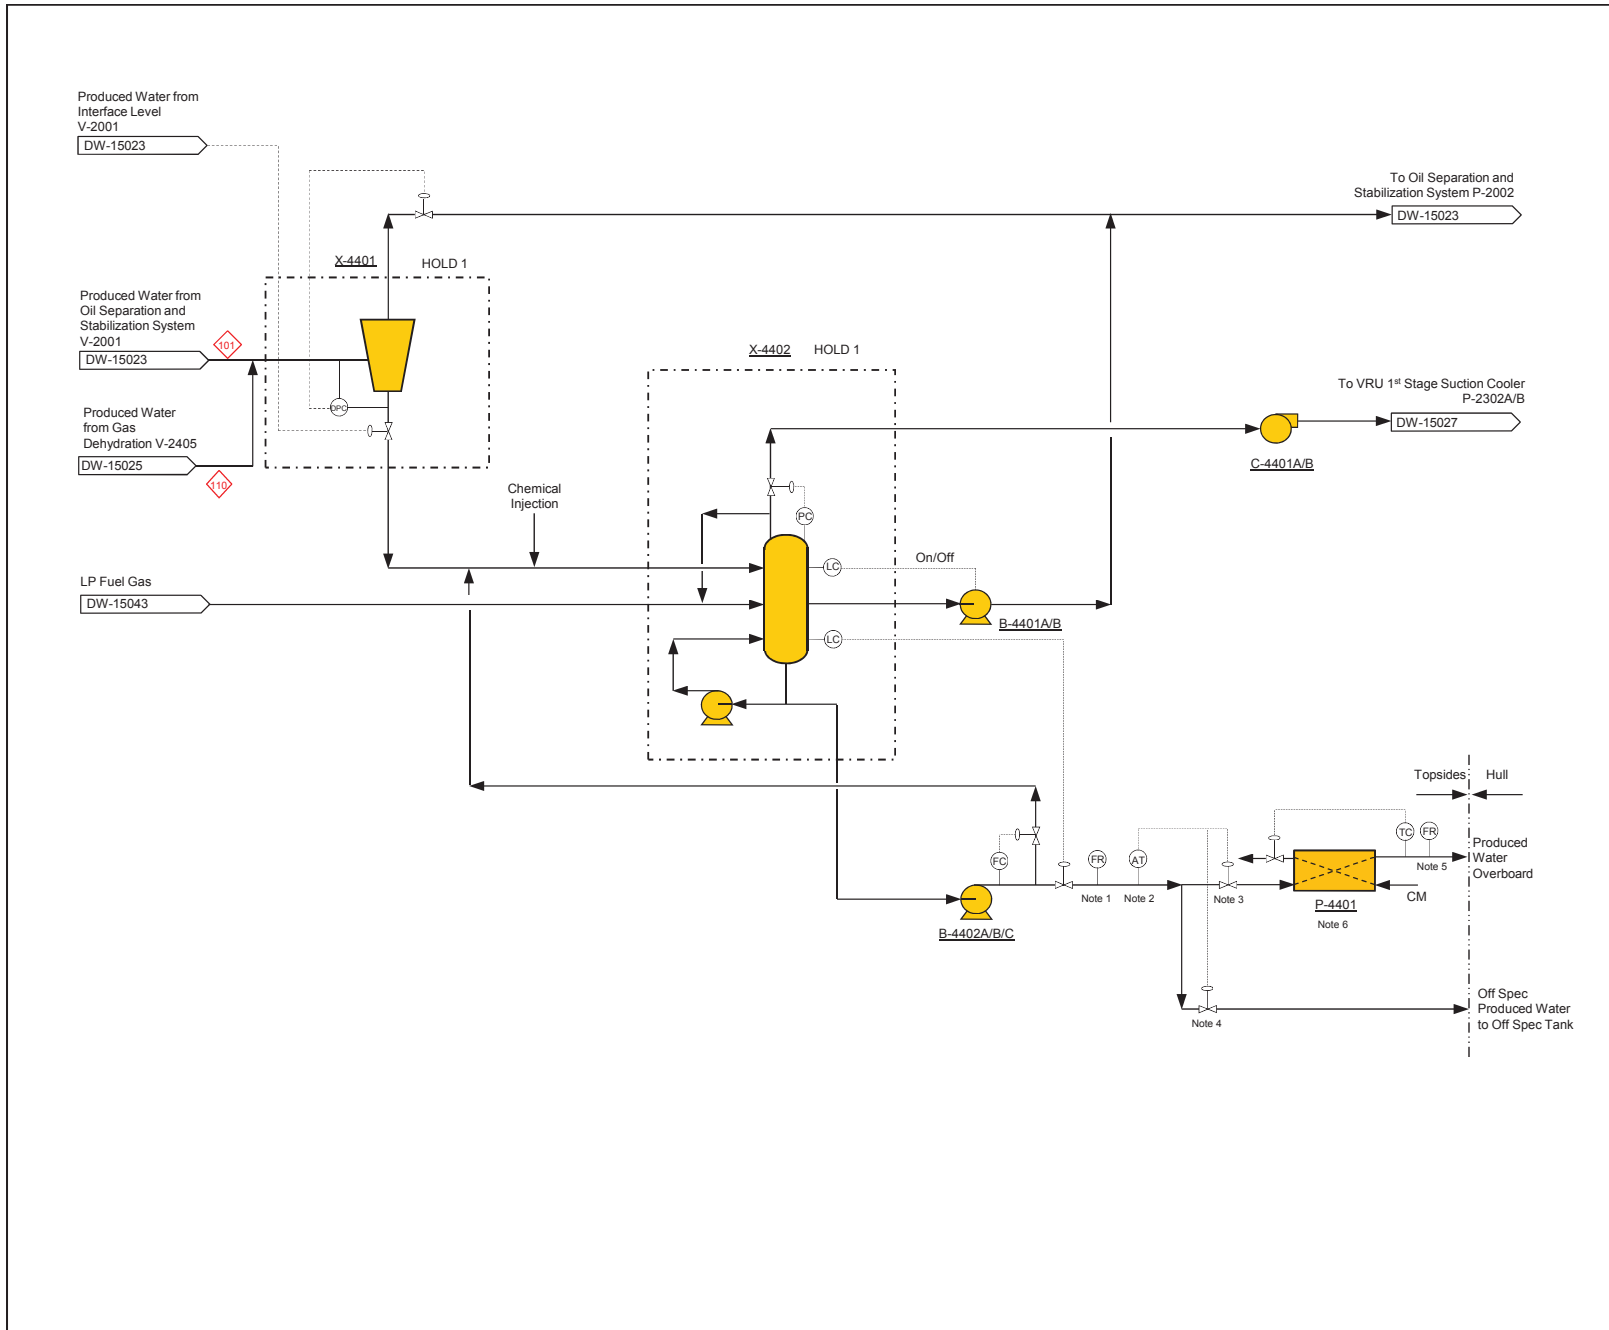 Produced Water from
Interface Level
V-2001
DW-15023
To Oil Separation and
Stabilization System P-2002
DW-15023
X-4401
HOLD 1
Produced Water from
Oil Separation and
Stabilization System
V-2001
DW-15023
101
DPC
Produced Water
from Gas
Dehydration V-2405
DW-15025
110
X-4402
HOLD 1
To VRU 1st Stage Suction Cooler
P-2302A/B
DW-15027
C-4401A/B
Chemical
Injection
PC
LC
On/Off
LP Fuel Gas
DW-15043
B-4401A/B
LC
Topsides
Hull
FC
FR
AT
TC
FR
Note 1
Note 2
Note 3
Note 5
Produced
Water
Overboard
CM
P-4401
Note 6
B-4402A/B/C
Note 4
Off Spec
Produced Water
to Off Spec Tank